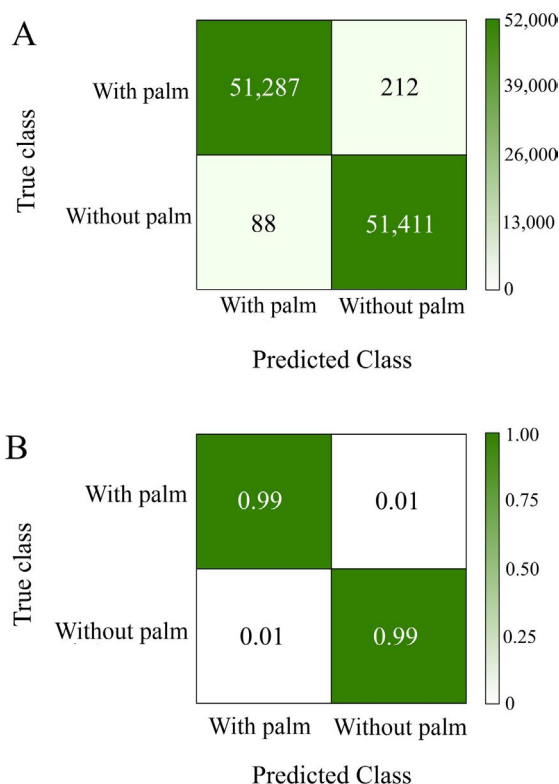 A
True class
With palm
51,287
212
Without palm
88
51,411
With palm
Without palm
Predicted Class
52,000
39,000
26,000
13,000
0
B
True class
With palm
0.99
0.01
Without palm
0.01
0.99
With palm
Without palm
Predicted Class
1.00
0.75
0.50
0.25
0